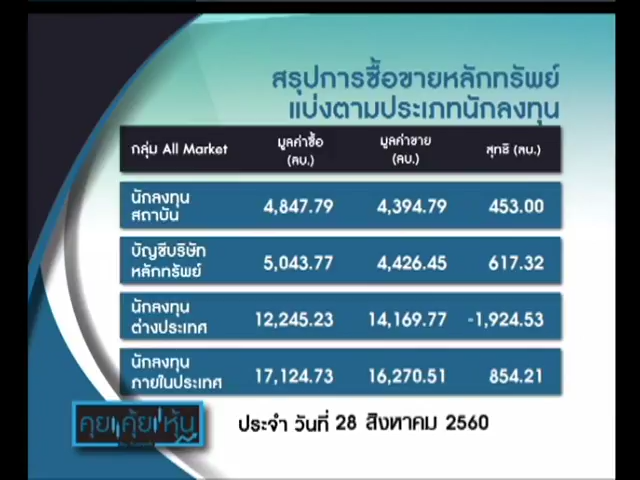 สรุปการซื้อขายหลักทรัพย์
แบ่งตามประเภทนักลงทุน
กลุ่ม All Market มูลค่าซื้อ (ลบ.) มูลค่าขาย (ลบ.) สุทธิ (ลบ.)
นักลงทุน
สถาบัน 4,847.79 4,394.79 453.00
บัญชีบริษัท
หลักทรัพย์ 5,043.77 4,426.45 617.32
นักลงทุน
ต่างประเทศ 12,245.23 14,169.77 -1,924.53
นักลงทุน
ภายในประเทศ 17,124.73 16,270.51 854.21
คุยคุ้ยหุ้น
ประจำ วันที่ 28 สิงหาคม 2560